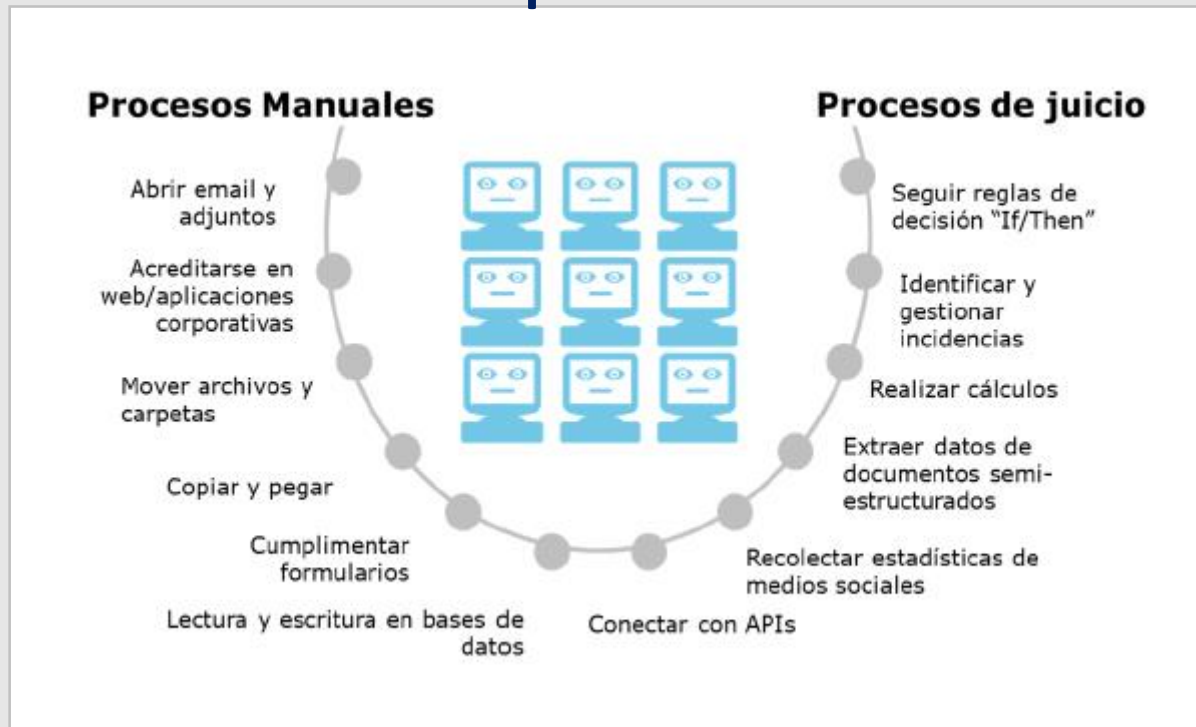 Procesos Manuales
Abrir email y
adjuntos
Acreditarse en
web/aplicaciones
corporativas
Mover archivos y
carpetas
Copiar y pegar
Cumplimentar
formularios
Lectura y escritura en bases de
datos
Procesos de juicio
Seguir reglas de
decisión “If/Then”
Identificar y
gestionar
incidencias
Realizar cálculos
Extraer datos de
documentos semi-
estructurados
Recolectar estadísticas de
medios sociales
Conectar con APIs